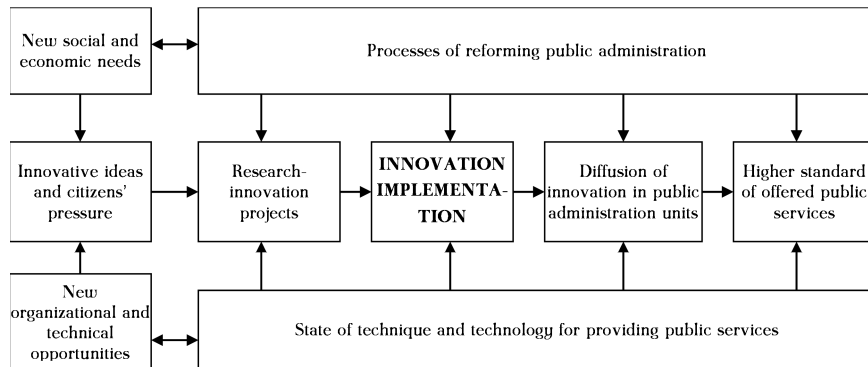 New social and
economic needs
Processes of reforming public administration
Innovative ideas
and citizens'
pressure
Research-
innovation
projects
INNOVATION
IMPLEMENTA-
TION
Diffusion of
innovation in public
administration units
Higher standard
of offered public
services
New
organizational and
technical
opportunities
State of technique and technology for providing public services